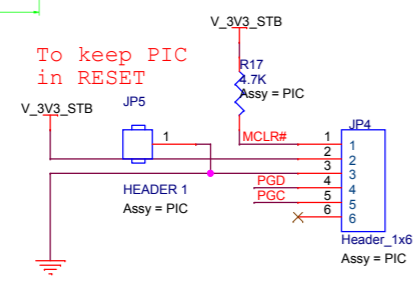 V_3V3_STB
To keep PIC
in RESET
R17
4.7K
Assy = PIC
V_3V3_STB
JP5
JP4
1
MCLR#
1
1
2
2
3
3
PGD
4
4
PGC
5
5
6
6
HEADER 1
Assy = PIC
Header_1x6
Assy = PIC